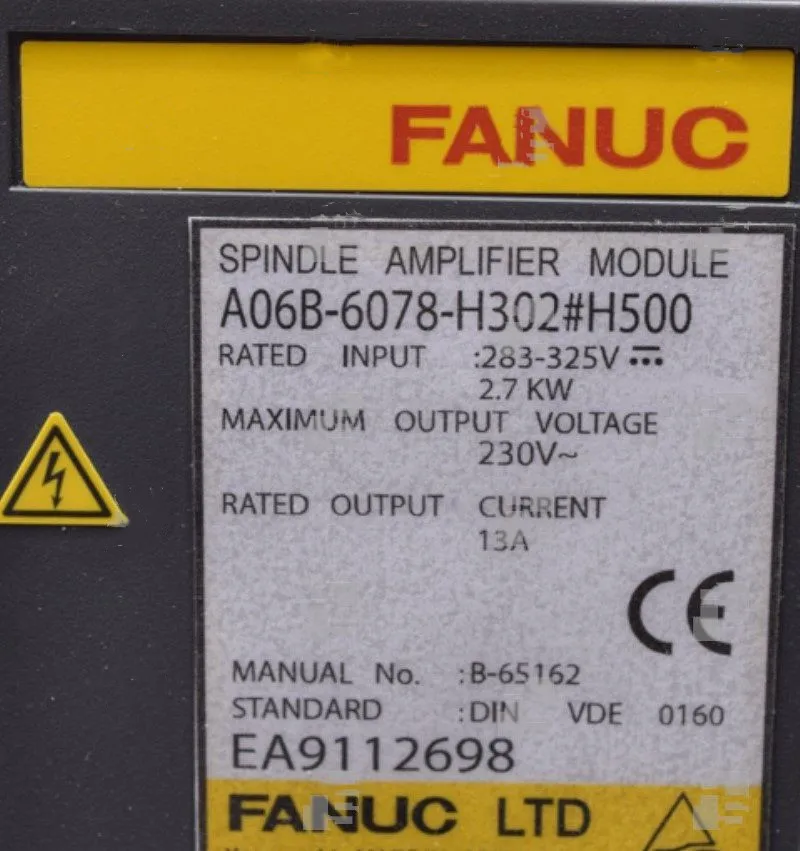 FANUC
SPINDLE AMPLIFIER MODULE
A06B-6078-H302#H500
RATED INPUT :283-325V ⎓
2.7 KW
MAXIMUM OUTPUT VOLTAGE
230V~
RATED OUTPUT CURRENT
13A
CE
MANUAL No. :B-65162
STANDARD :DIN VDE 0160
EA9112698
FANUC LTD